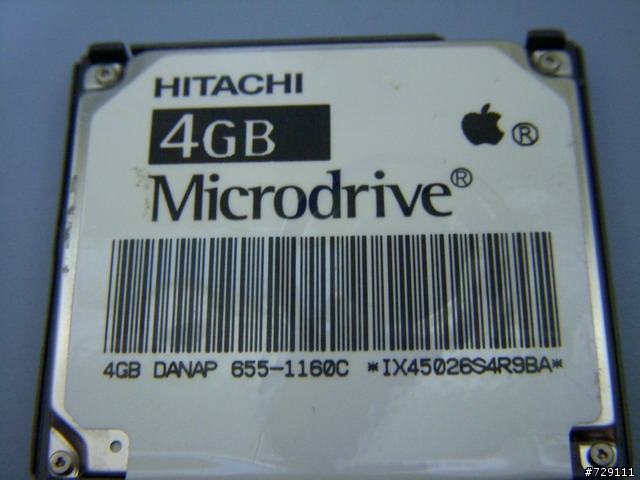 HITACHI
4GB
®
Microdrive®
4GB DANAP 655-1160C *IX45026S4R9BA*
#729111